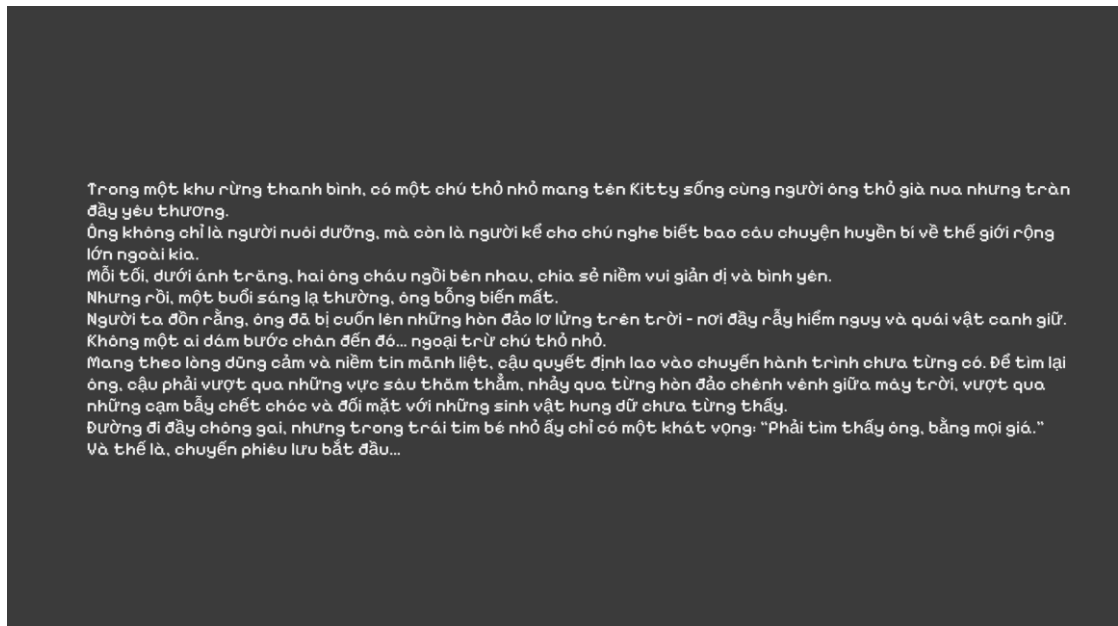 Trong một khu rừng thanh bình, có một chú thỏ nhỏ mang tên Kitty sống cùng người ông thỏ già nua nhưng tràn
đầy yêu thương.
Ông không chỉ là người nuôi dưỡng, mà còn là người kể cho chú nghe biết bao câu chuyện huyền bí về thế giới rộng
lớn ngoài kia.
Mỗi tối, dưới ánh trăng, hai ông cháu ngồi bên nhau, chia sẻ niềm vui giản dị và bình yên.
Nhưng rồi, một buổi sáng lạ thường, ông bỗng biến mất.
Người ta đồn rằng, ông đã bị cuốn lên những hòn đảo lơ lửng trên trời - nơi đầy rẫy hiểm nguy và quái vật canh giữ.
Không một ai dám bước chân đến đó... ngoại trừ chú thỏ nhỏ.
Mang theo lòng dũng cảm và niềm tin mãnh liệt, cậu quyết định lao vào chuyến hành trình chưa từng có. Để tìm lại
ông, cậu phải vượt qua những vực sâu thăm thẳm, nhảy qua từng hòn đảo chênh vênh giữa mây trời, vượt qua
những cạm bẫy chết chóc và đối mặt với những sinh vật hung dữ chưa từng thấy.
Đường đi đầy chông gai, nhưng trong trái tim bé nhỏ ấy chỉ có một khát vọng: "Phải tìm thấy ông, bằng mọi giá."
Và thế là, chuyến phiêu lưu bắt đầu...